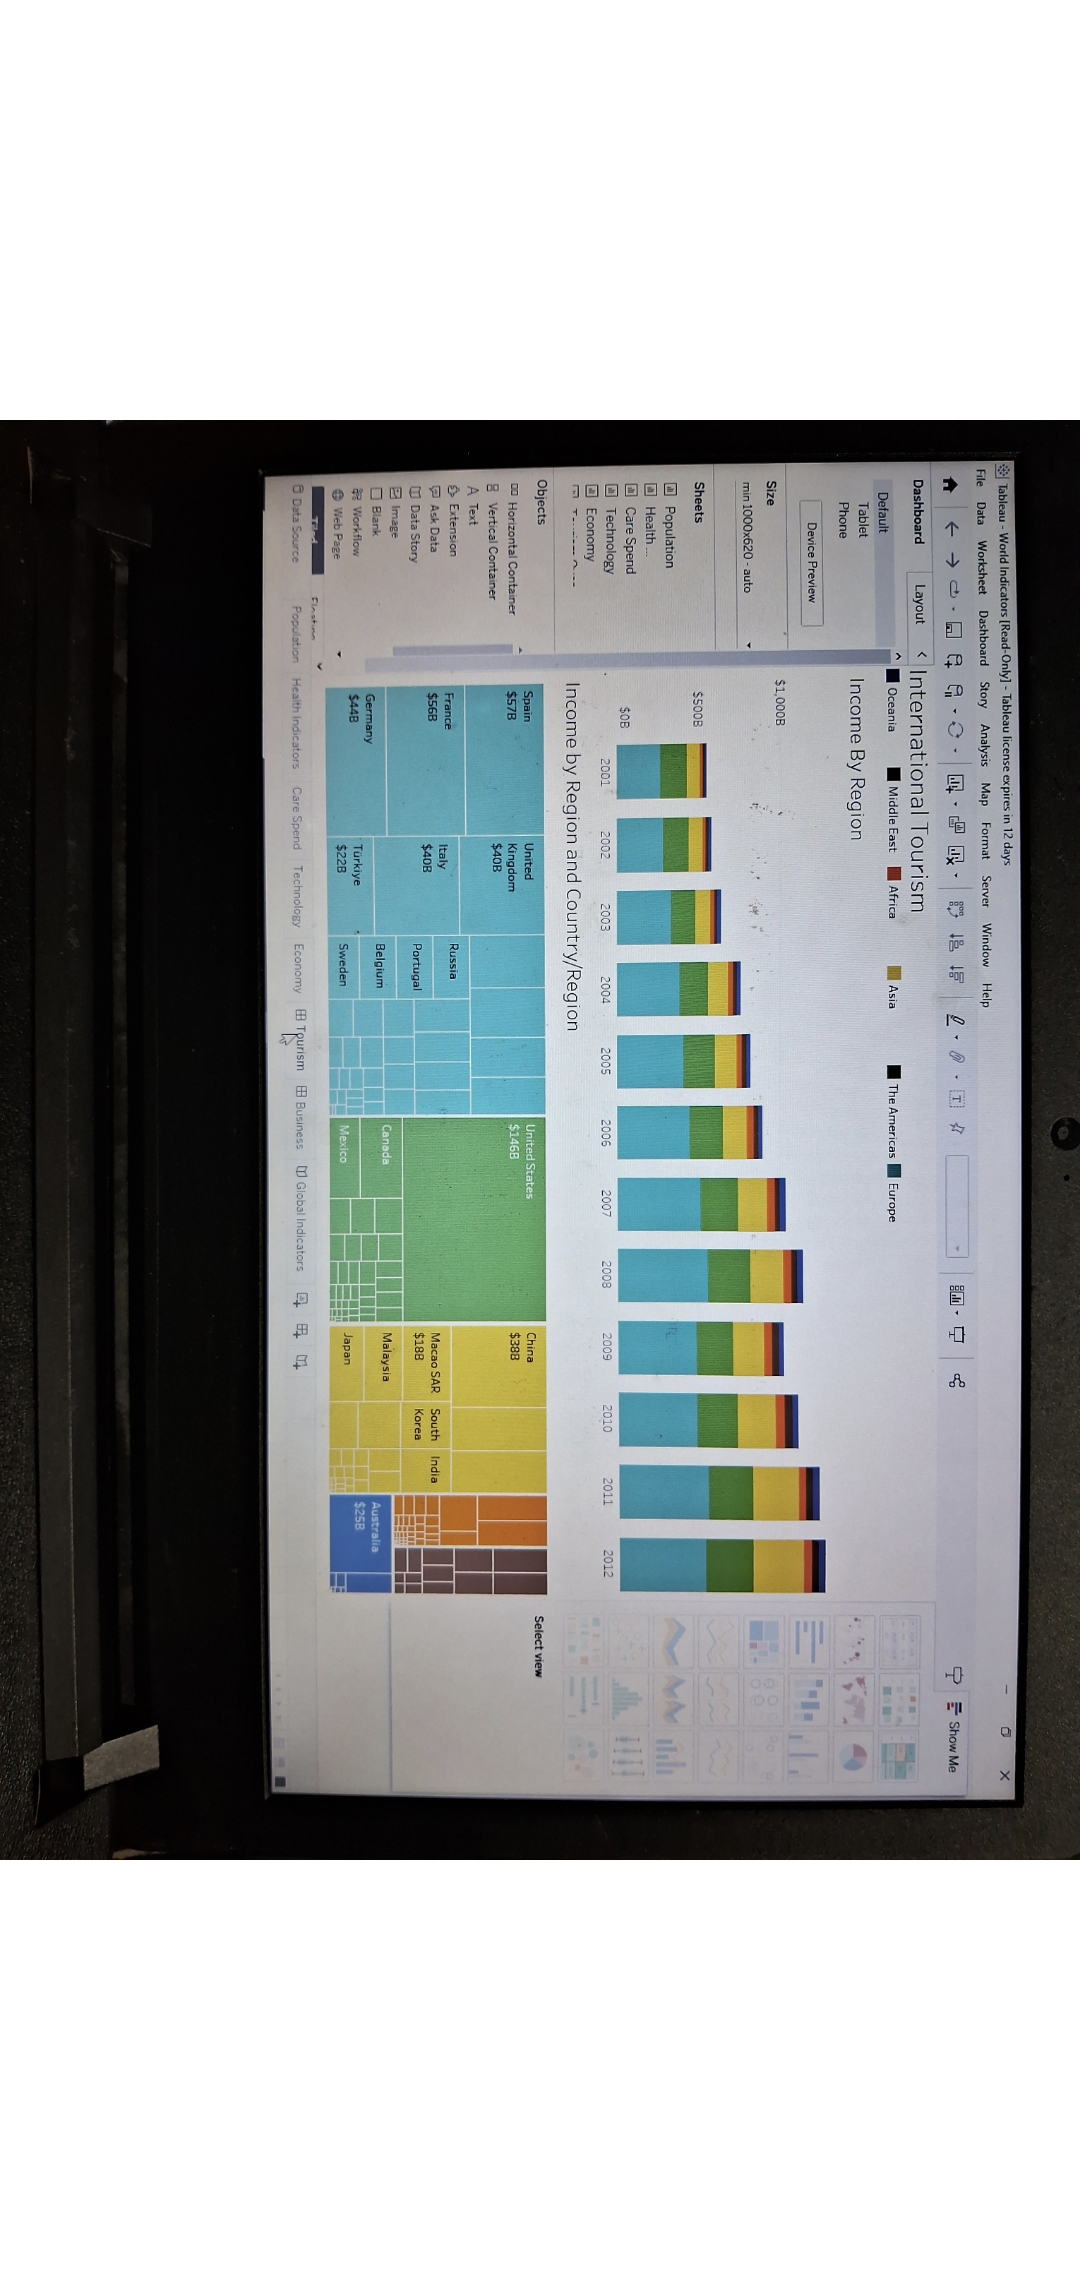 Tableau - World Indicators [Read-Only] - Tableau license expires in 12 days
File Data Worksheet Dashboard Story Analysis Map Format Server Window Help
Show Me
Dashboard Layout
Default
Tablet
Phone
Device Preview
Size
min 1000x620 - auto
Sheets
Population
Health ...
Care Spend
Technology
Economy
Objects
Horizontal Container
Vertical Container
Text
Extension
Ask Data
Data Story
Image
Blank
Workflow
Web Page
International Tourism
Oceania Middle East Africa Asia The Americas Europe
Income By Region
$1,000B
$500B
$0B
2001 2002 2003 2004 2005 2006 2007 2008 2009 2010 2011 2012
Income by Region and Country/Region
Spain
$57B
France
$56B
Germany
$44B
United
Kingdom
$40B
Italy
$40B
Türkiye
$22B
Russia
Portugal
Belgium
Sweden
United States
$146B
Canada
Mexico
China
$38B
Macao SAR
$18B
South
Korea
India
Malaysia
Japan
Australia
$25B
Select view
Data Source Population Health Indicators Care Spend Technology Economy Tourism Business Global Indicators